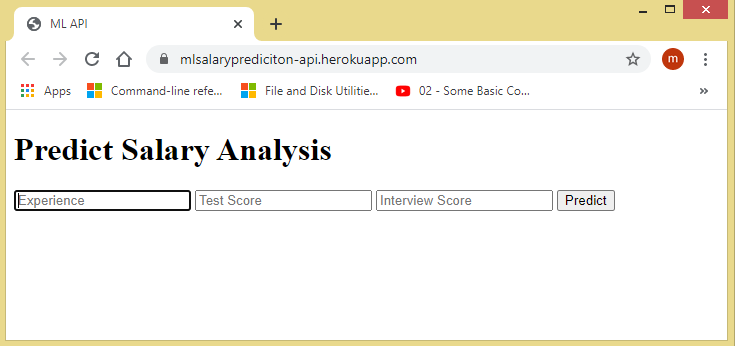 ML API
mlsalaryprediciton-api.herokuapp.com
m
Apps Command-line refe... File and Disk Utilitie... 02 - Some Basic Co... »
Predict Salary Analysis
Experience Test Score Interview Score Predict